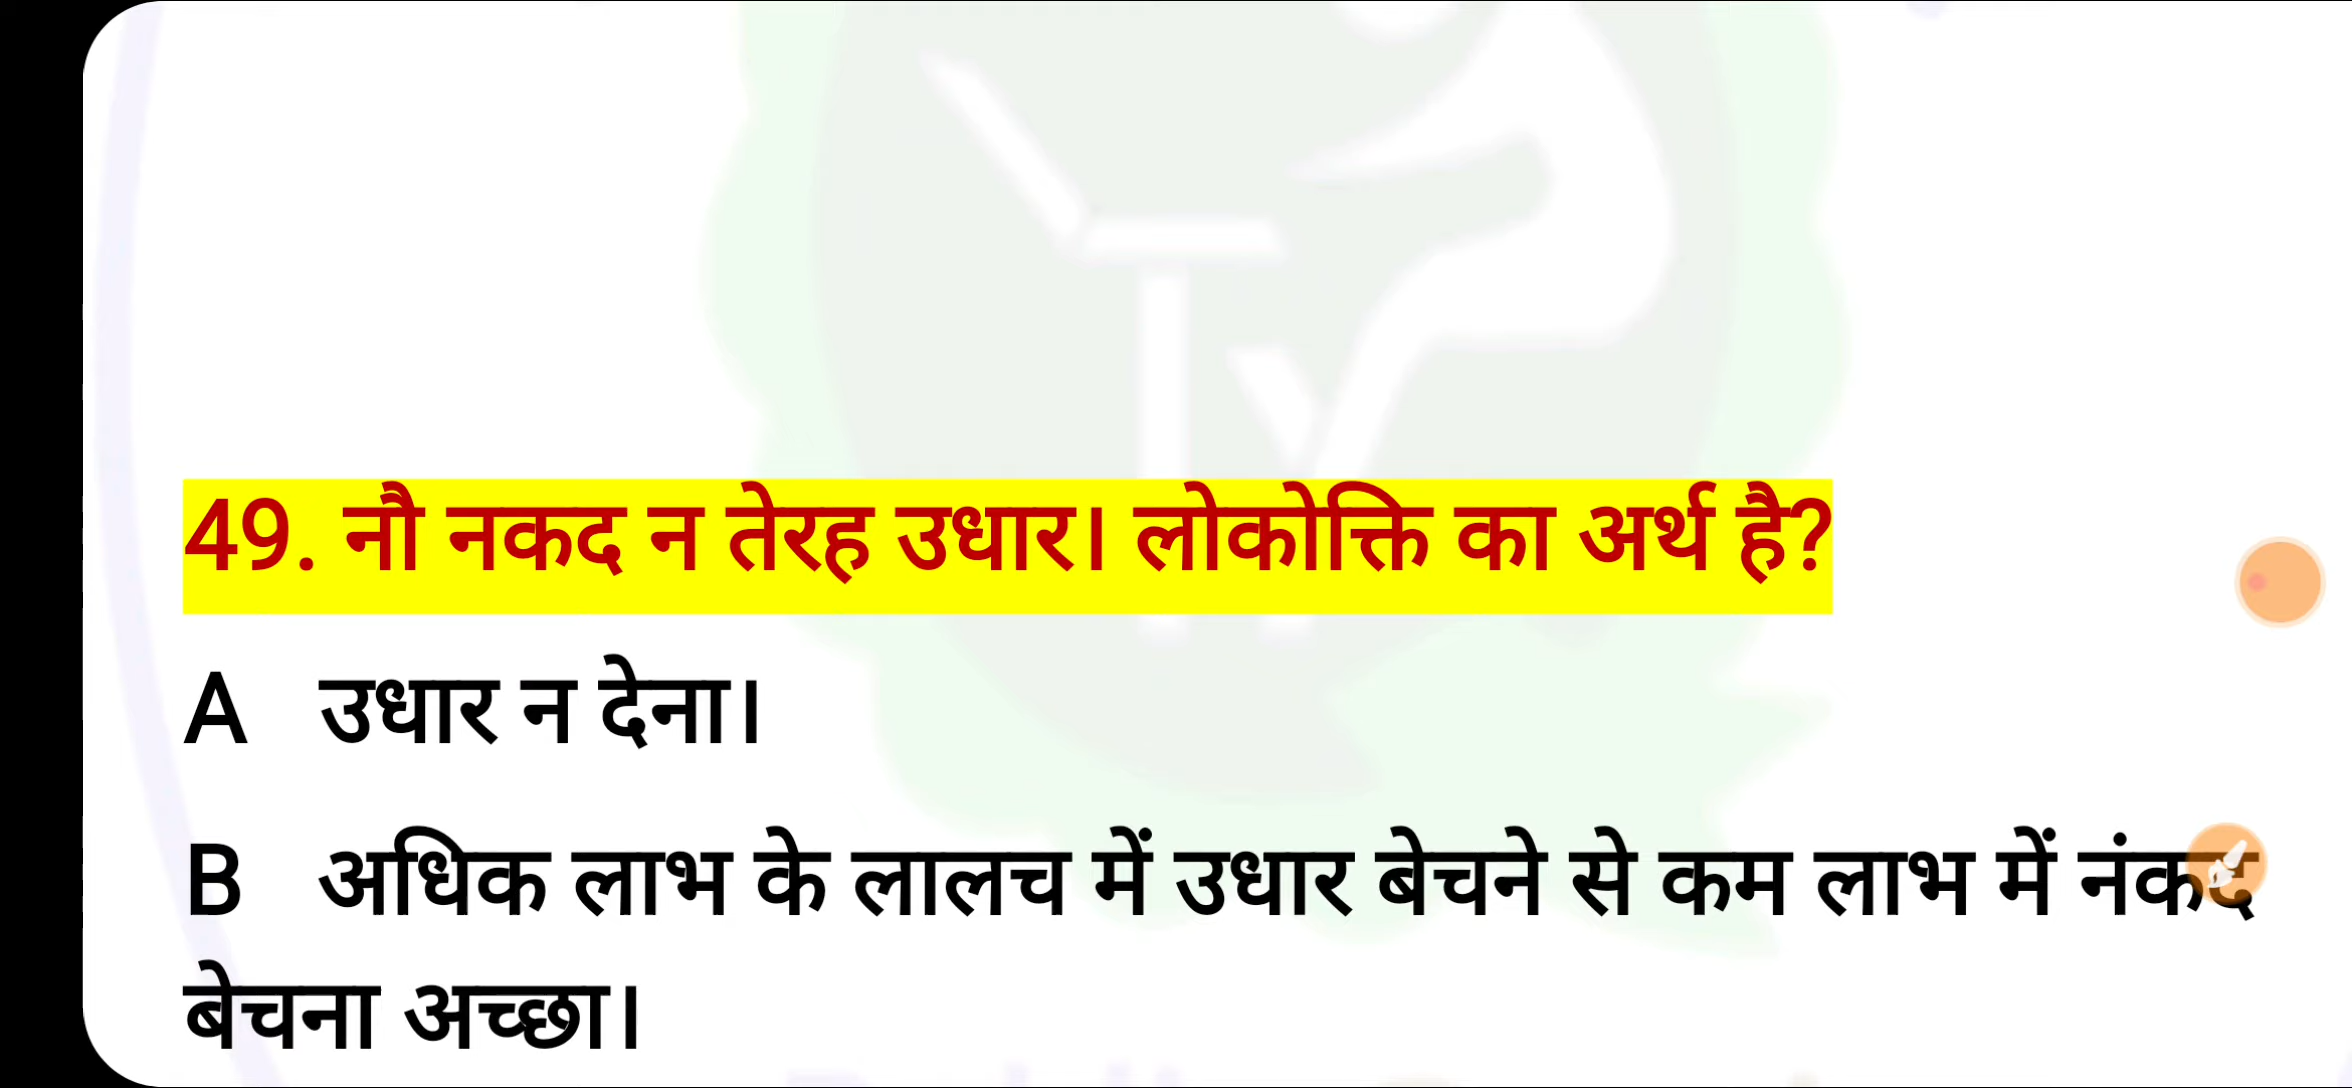 49. नौ नकद न तेरह उधार। लोकोक्ति का अर्थ है?
A उधार न देना।
B अधिक लाभ के लालच में उधार बेचने से कम लाभ में नंकद
बेचना अच्छा।